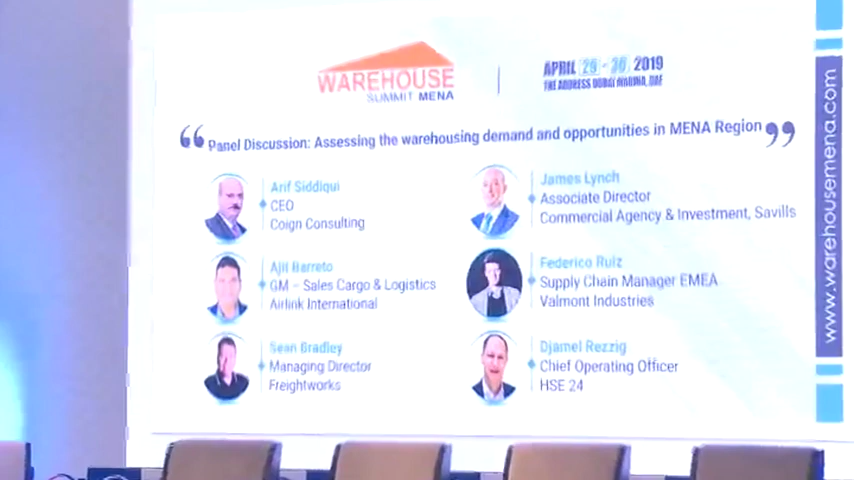 WAREHOUSE
SUMMIT MENA
APRIL 29 - 30, 2019
THE ADDRESS DUBAI MARINA, UAE
“Panel Discussion: Assessing the warehousing demand and opportunities in MENA Region”
Arif Siddiqui
CEO
Coign Consulting
James Lynch
Associate Director
Commercial Agency & Investment, Savills
Ajit Barreto
GM – Sales Cargo & Logistics
Airlink International
Federico Ruiz
Supply Chain Manager EMEA
Valmont Industries
Sean Bradley
Managing Director
Freightworks
Djamel Rezzig
Chief Operating Officer
HSE 24
www.warehousemena.com